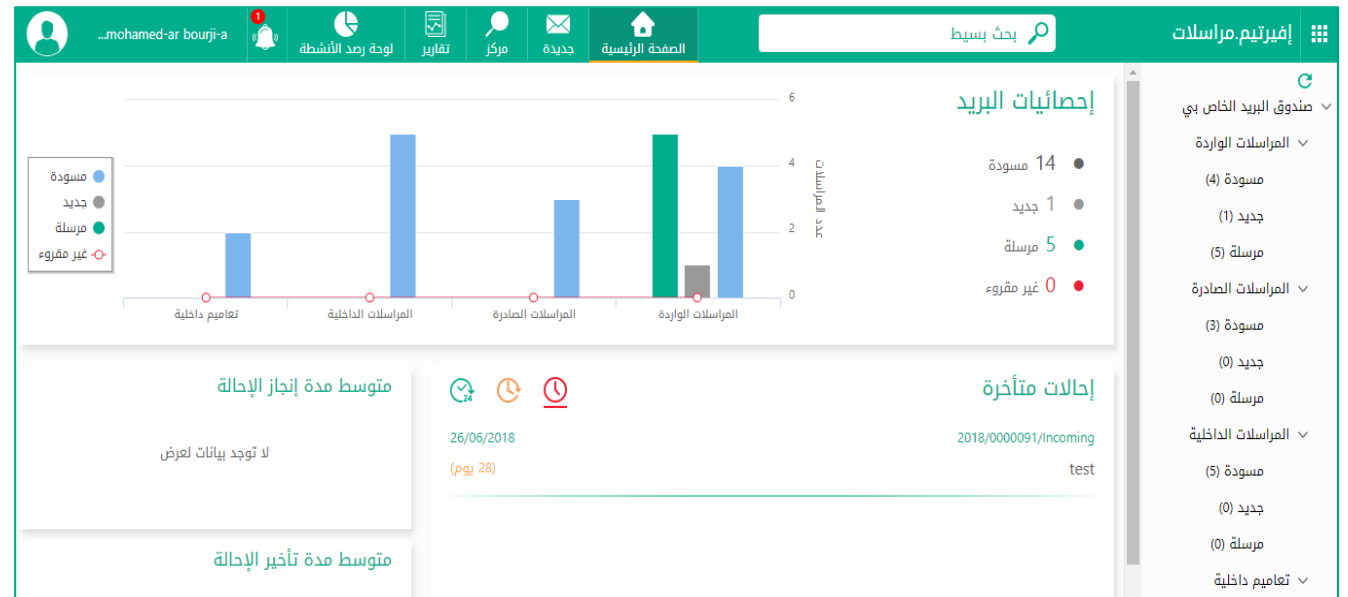 إفيرتيم.مراسلات
بحث بسيط
الصفحة الرئيسية
جديدة
مركز
تقارير
لوحة رصد الأنشطة
1
mohamed-ar bourji-a...
صندوق البريد الخاص بي
المراسلات الواردة
مسودة (4)
جديد (1)
مرسلة (5)
المراسلات الصادرة
مسودة (3)
جديد (0)
مرسلة (0)
المراسلات الداخلية
مسودة (5)
جديد (0)
مرسلة (0)
تعاميم داخلية
إحصائيات البريد
14 مسودة
1 جديد
5 مرسلة
0 غير مقروء
عدد المراسلات
6
4
2
0
المراسلات الواردة
المراسلات الصادرة
المراسلات الداخلية
تعاميم داخلية
مسودة
جديد
مرسلة
غير مقروء
إحالات متأخرة
24
2018/0000091/Incoming
26/06/2018
test
(28 يوم)
متوسط مدة إنجاز الإحالة
لا توجد بيانات لعرض
متوسط مدة تأخير الإحالة